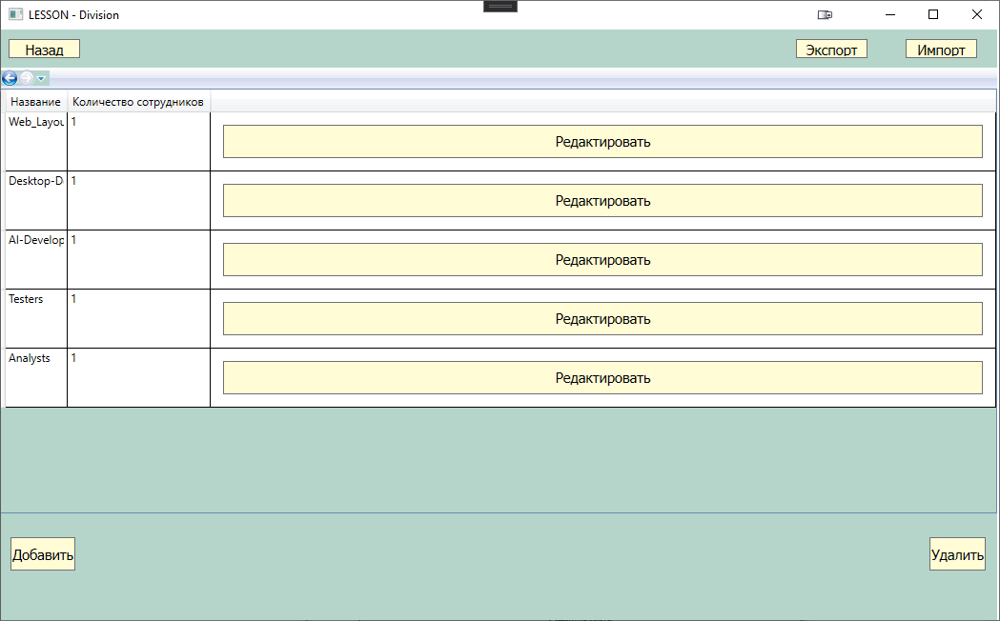 LESSON - Division
Назад Экспорт Импорт
Название Количество сотрудников
Web_Layou 1 Редактировать
Desktop-D 1 Редактировать
AI-Develop 1 Редактировать
Testers 1 Редактировать
Analysts 1 Редактировать
Добавить Удалить